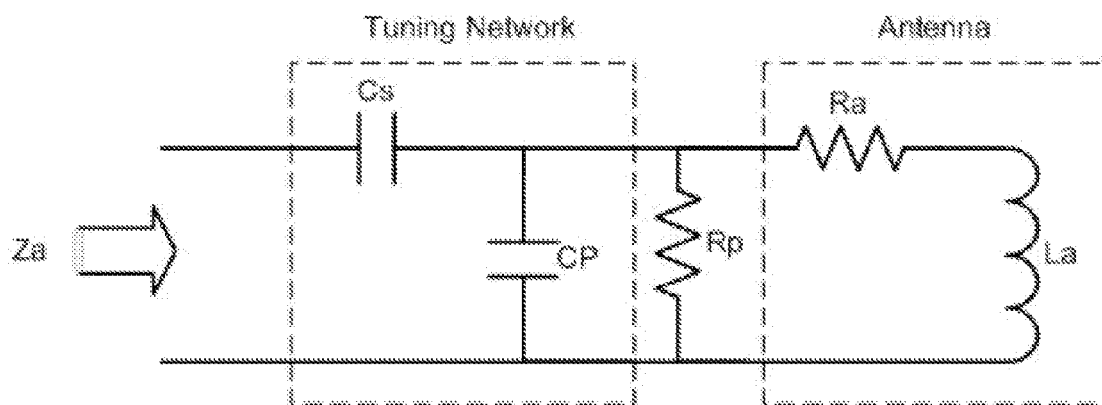 Tuning Network
Antenna
Cs
Ra
Za
CP
Rp
La